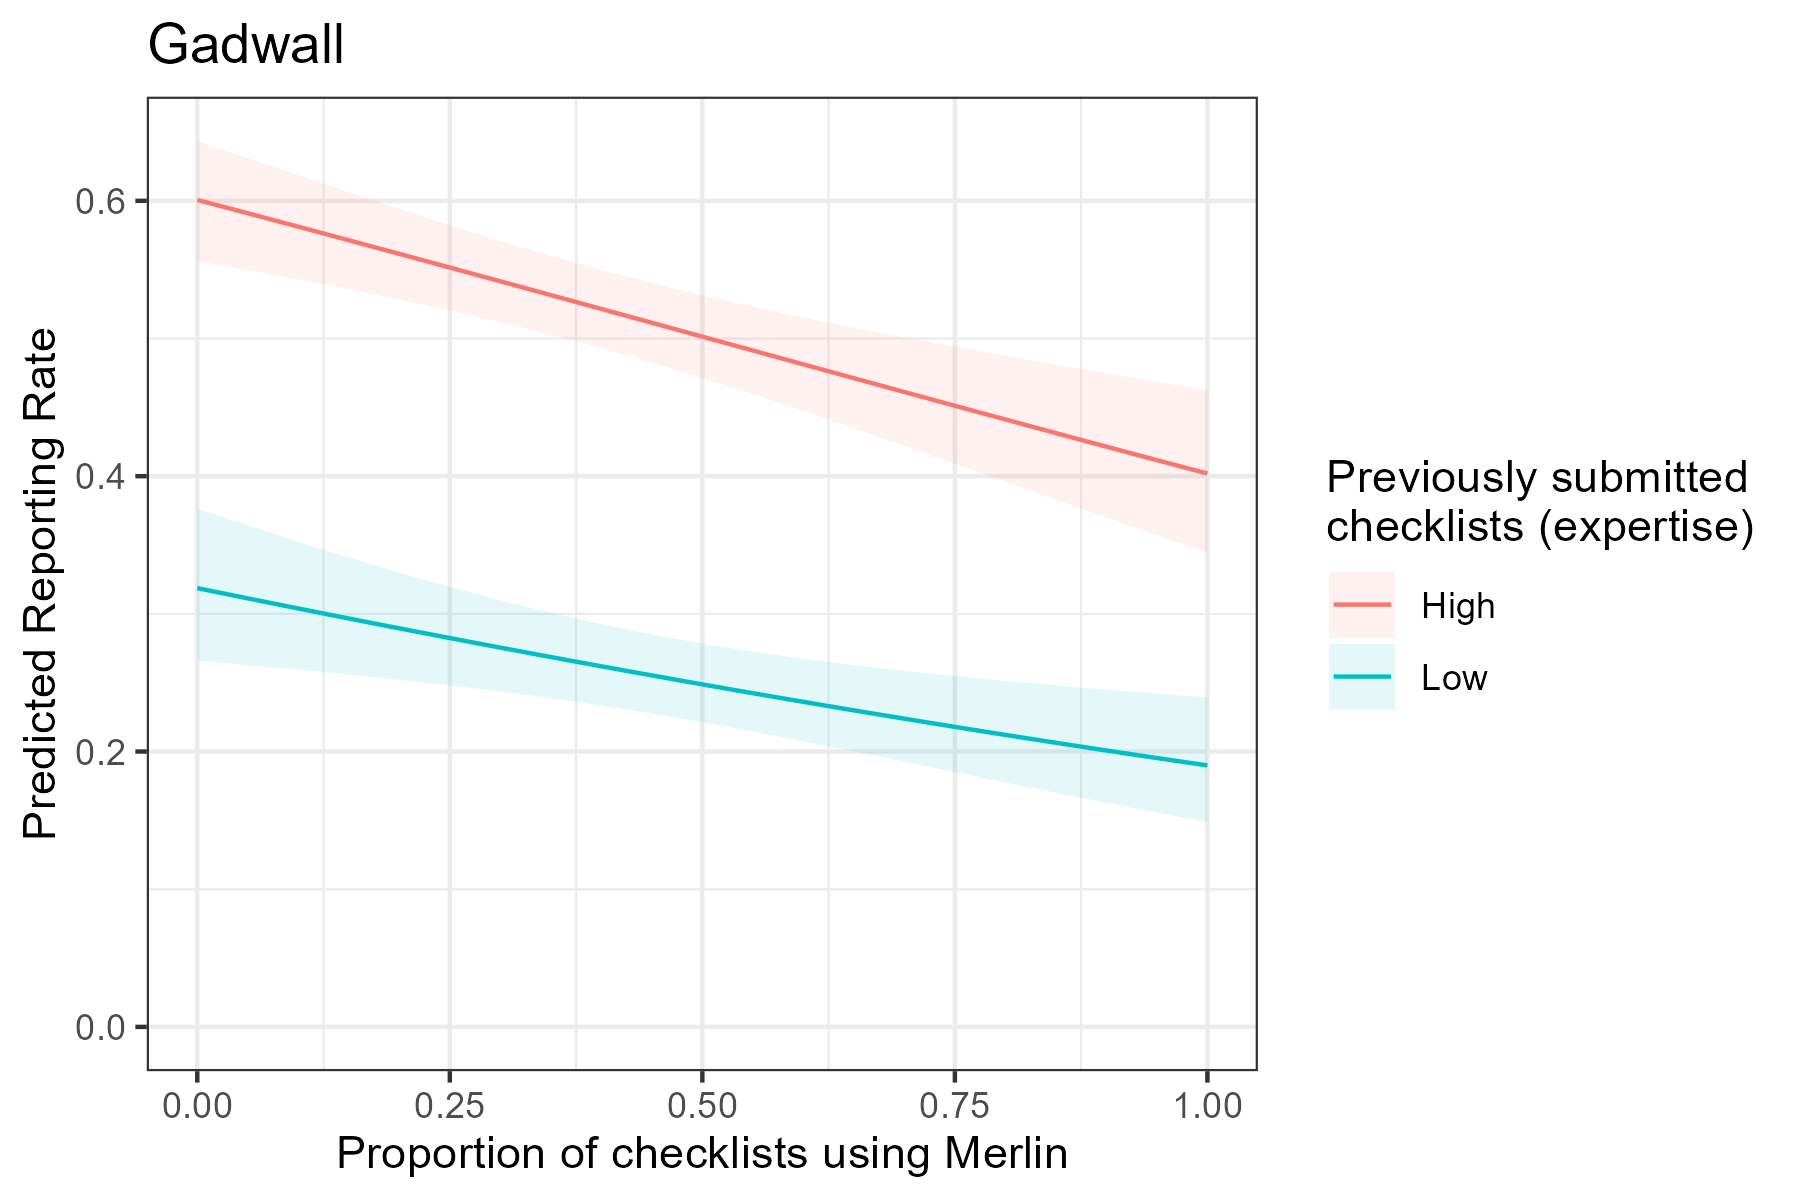 Gadwall
Predicted Reporting Rate
0.6
0.4
0.2
0.0
0.00 0.25 0.50 0.75 1.00
Proportion of checklists using Merlin
Previously submitted
checklists (expertise)
High
Low